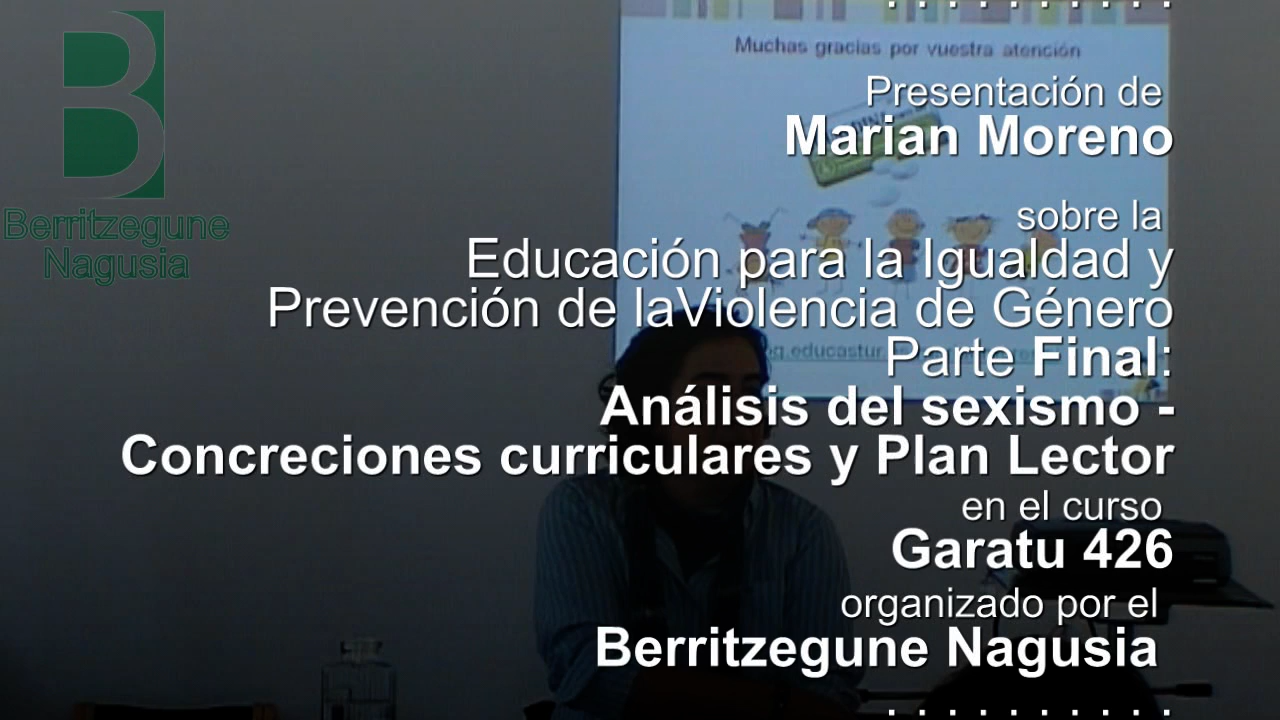 . . . . . . . . . .
Muchas gracias por vuestra atención
Presentación de
Marian Moreno
sobre la
Educación para la Igualdad y
Prevención de laViolencia de Género
Parte Final:
Análisis del sexismo -
Concreciones curriculares y Plan Lector
en el curso
Garatu 426
organizado por el
Berritzegune Nagusia
. . . . . . . . . .
B
Berritzegune
Nagusia